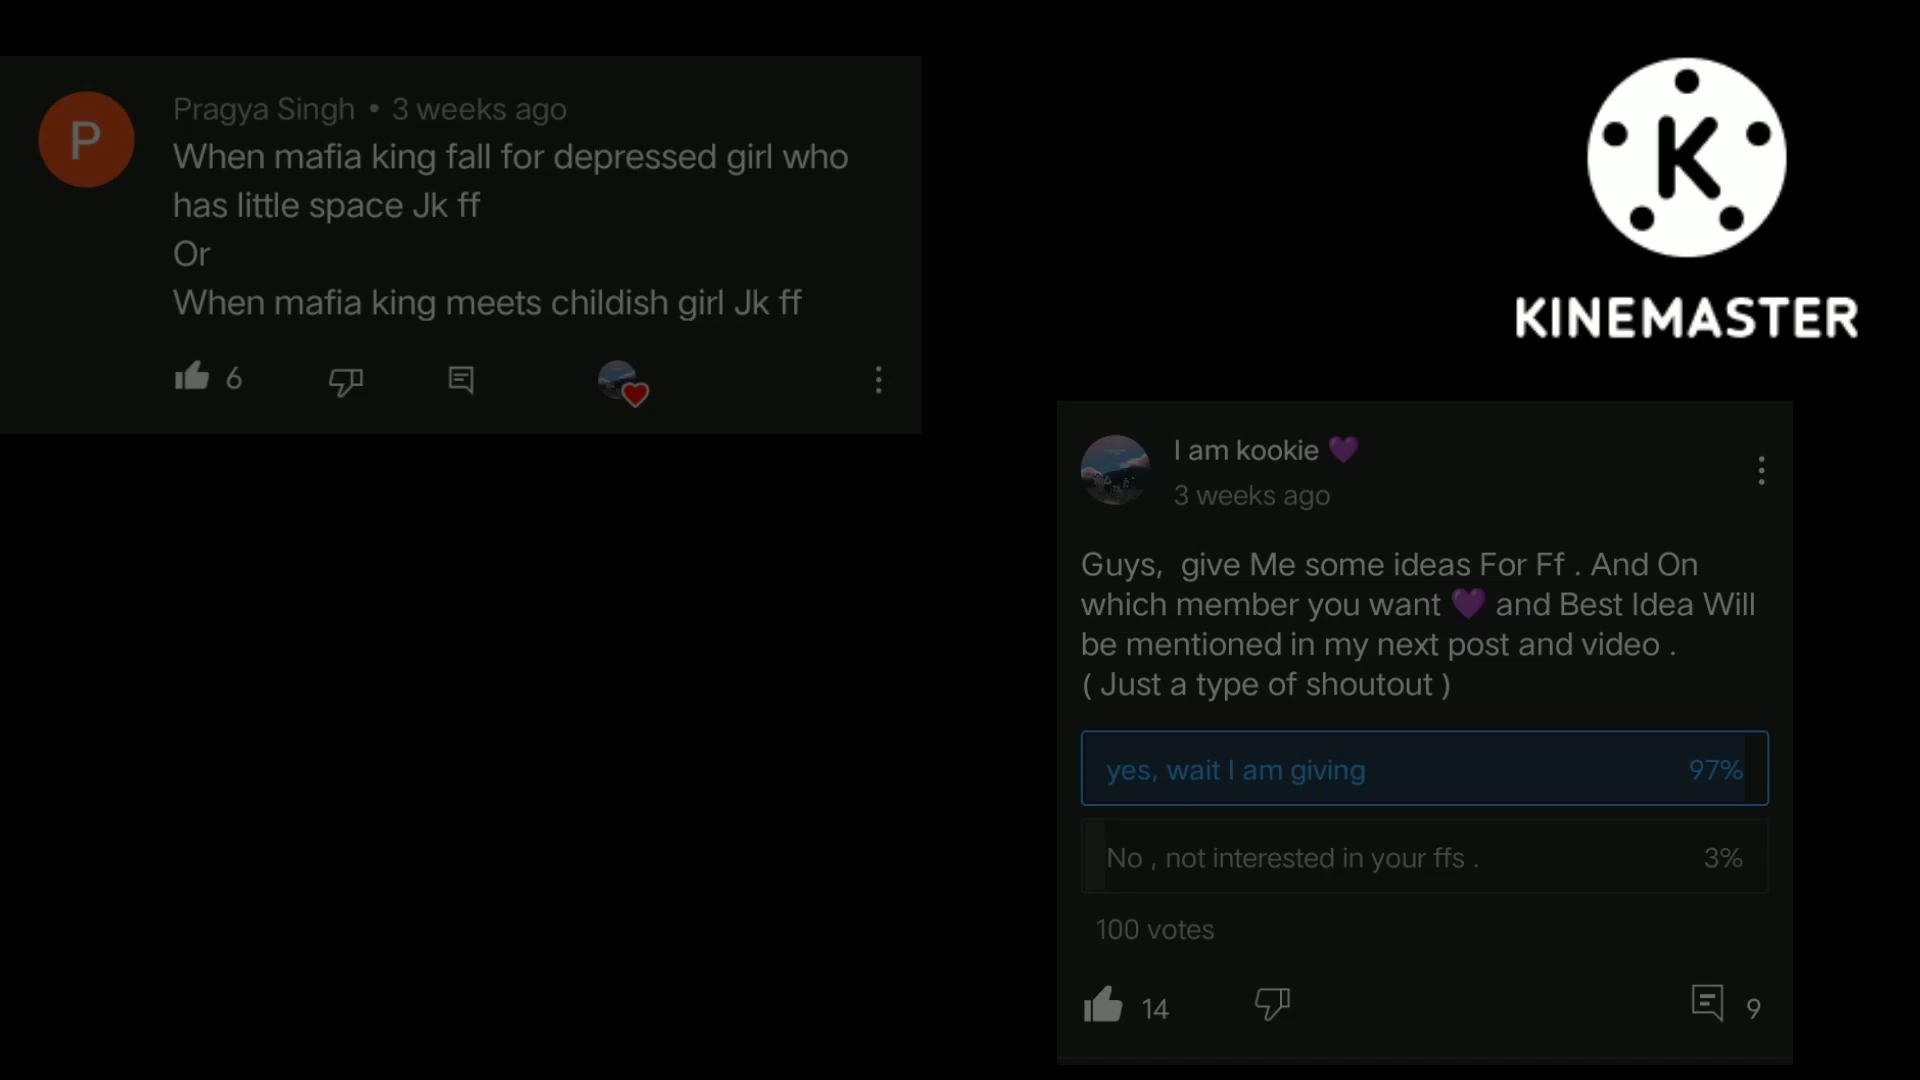 P
Pragya Singh • 3 weeks ago
When mafia king fall for depressed girl who
has little space Jk ff
Or
When mafia king meets childish girl Jk ff
6
K
KINEMASTER
I am kookie 💜
3 weeks ago
Guys,  give Me some ideas For Ff . And On
which member you want 💜 and Best Idea Will
be mentioned in my next post and video .
( Just a type of shoutout )
yes, wait I am giving 97%
No , not interested in your ffs . 3%
100 votes
14 9